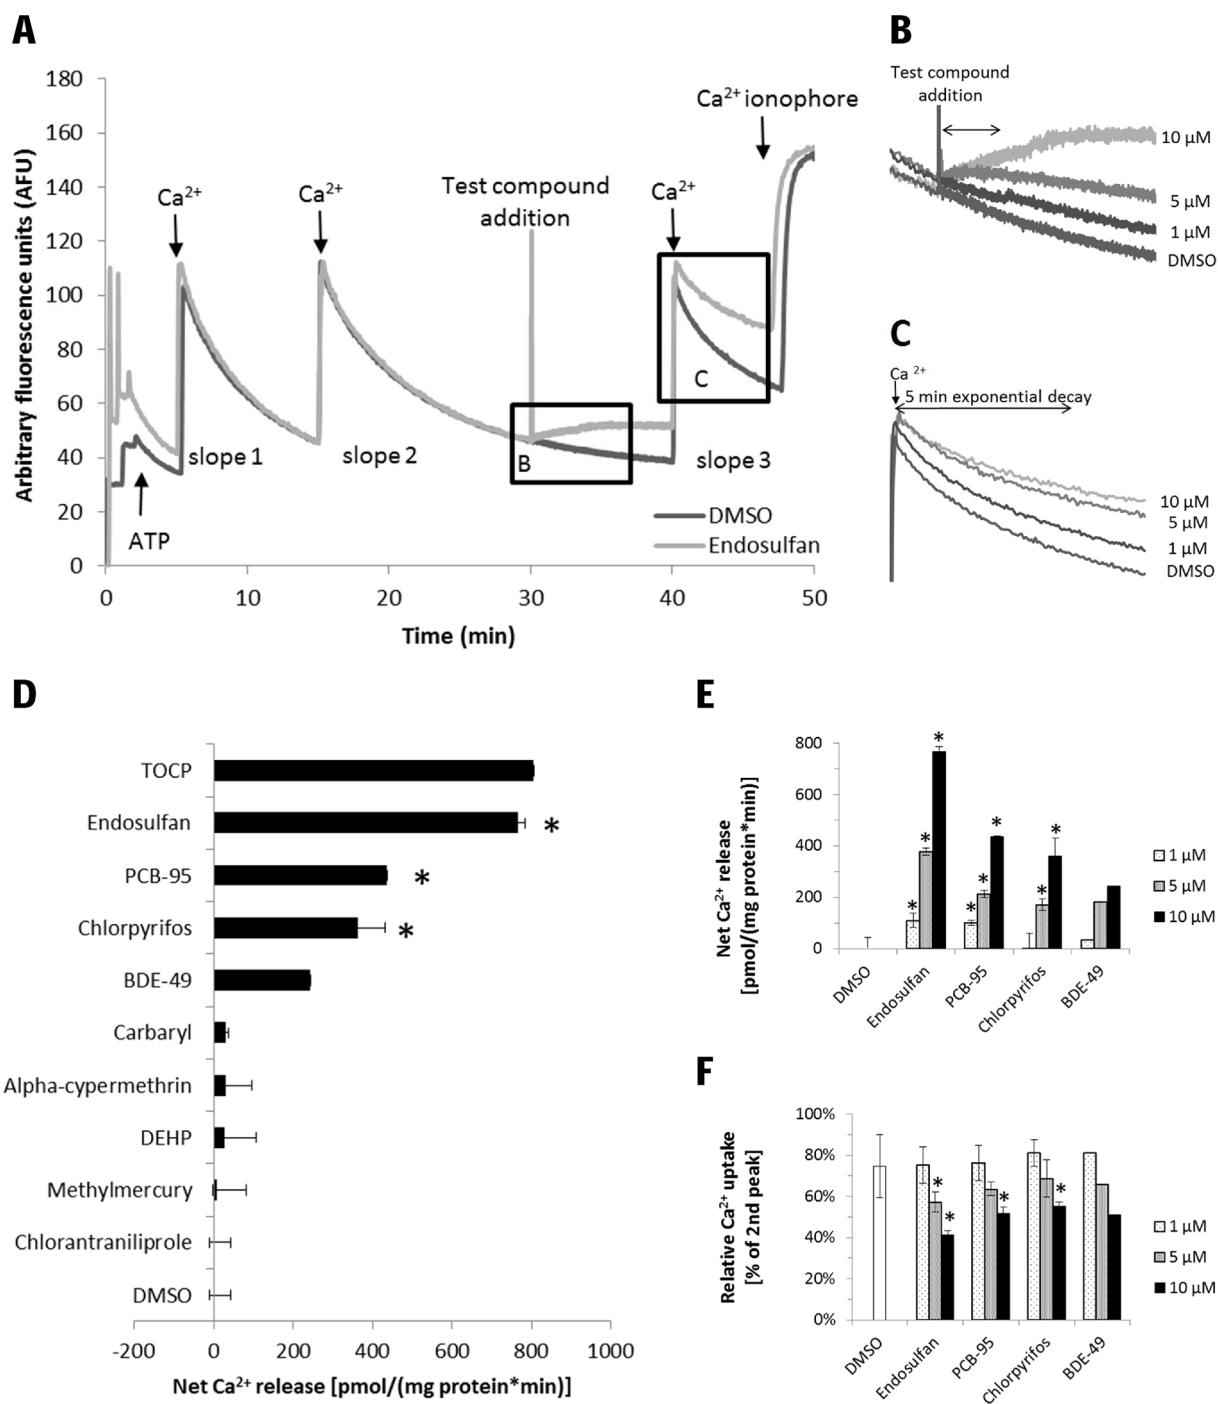 A
180
160
140
120
100
80
60
40
20
0
Arbitrary fluorescence units (AFU)
Ca2+
Ca2+
Test compound
addition
Ca2+
Ca2+ ionophore
ATP
slope 1
slope 2
B
C
slope 3
DMSO
Endosulfan
0
10
20
30
40
50
Time (min)
B
Test compound
addition
10 µM
5 µM
1 µM
DMSO
C
Ca 2+
5 min exponential decay
10 µM
5 µM
1 µM
DMSO
D
TOCP
Endosulfan
*
PCB-95
*
Chlorpyrifos
*
BDE-49
Carbaryl
Alpha-cypermethrin
DEHP
Methylmercury
Chlorantraniliprole
DMSO
-200
0
200
400
600
800
1000
Net Ca2+ release [pmol/(mg protein*min)]
E
Net Ca2+ release
[pmol/(mg protein*min)]
800
600
400
200
0
* * *
* * *
* *
DMSO
Endosulfan
PCB-95
Chlorpyrifos
BDE-49
1 µM
5 µM
10 µM
F
Relative Ca2+ uptake
[% of 2nd peak]
100%
80%
60%
40%
20%
0%
* *
*
*
DMSO
Endosulfan
PCB-95
Chlorpyrifos
BDE-49
1 µM
5 µM
10 µM